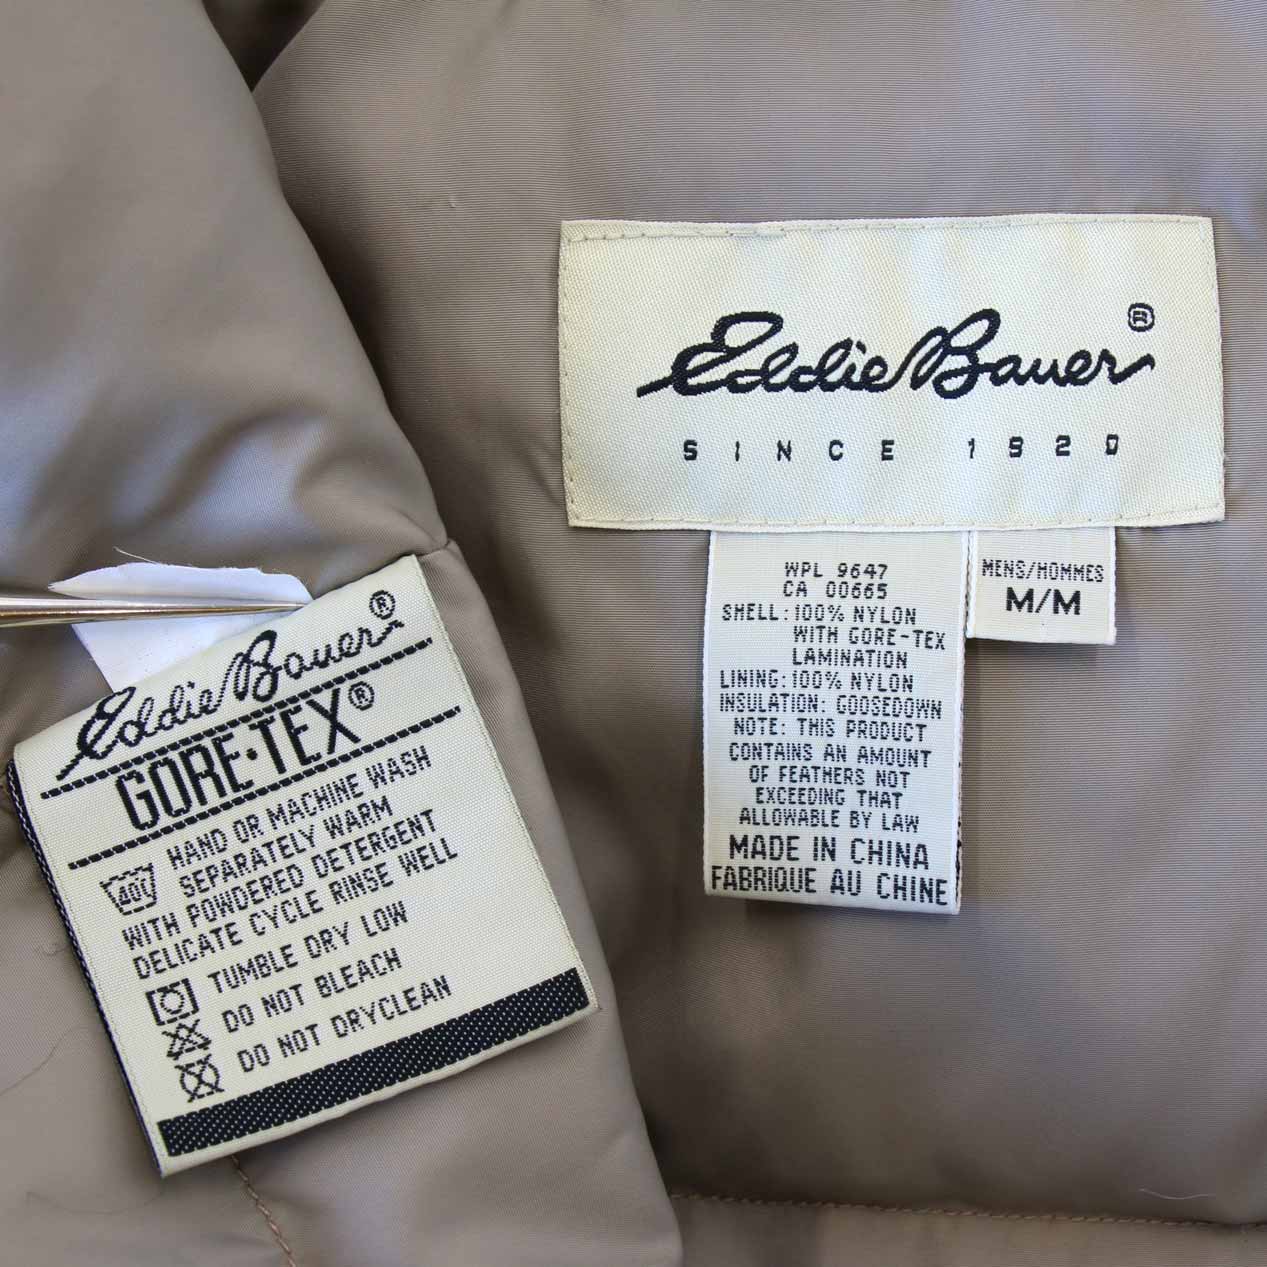 Eddie Bauer®
SINCE 1920
WPL 9647
CA 00665
SHELL: 100% NYLON
WITH GORE-TEX
LAMINATION
LINING: 100% NYLON
INSULATION: GOOSEDOWN
NOTE: THIS PRODUCT
CONTAINS AN AMOUNT
OF FEATHERS NOT
EXCEEDING THAT
ALLOWABLE BY LAW
MADE IN CHINA
FABRIQUE AU CHINE
MENS/HOMMES
M/M
Eddie Bauer®
GORE-TEX®
HAND OR MACHINE WASH
40 SEPARATELY WARM
WITH POWDERED DETERGENT
DELICATE CYCLE RINSE WELL
TUMBLE DRY LOW
DO NOT BLEACH
DO NOT DRYCLEAN